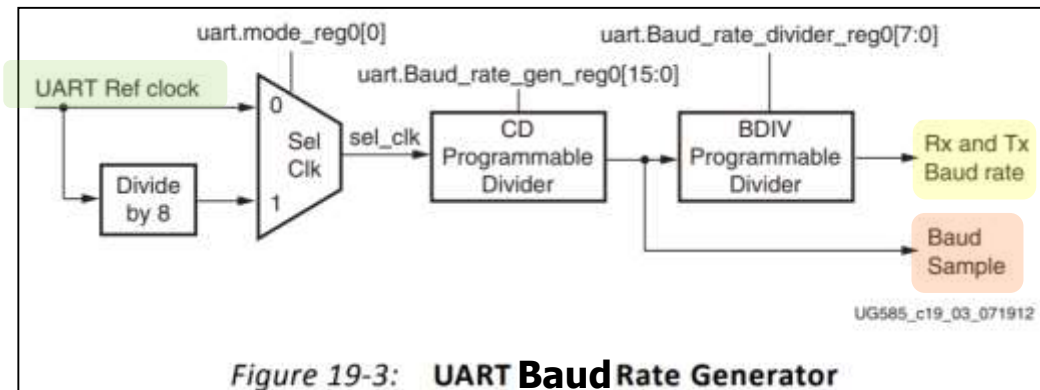 uart.mode_reg0[0]
uart.Baud_rate_divider_reg0[7:0]
uart.Baud_rate_gen_reg0[15:0]
UART Ref clock
0
Sel
Clk
1
sel_clk
Divide
by 8
CD
Programmable
Divider
BDIV
Programmable
Divider
Rx and Tx
Baud rate
Baud
Sample
UG585_c19_03_071912
Figure 19-3: UART Baud Rate Generator